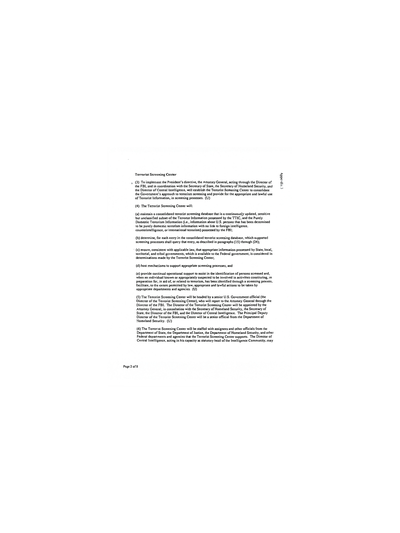 Terrorist Screening Center
(3) To implement the President's directive, the Attorney General, acting through the Director of
the FBI, and in coordination with the Secretary of State, the Secretary of Homeland Security, and
the Director of Central Intelligence, will establish the Terrorist Screening Center to consolidate
the Government's approach to terrorism screening and provide for the appropriate and lawful use
of Terrorist Information, in screening processes. (U)
(4) The Terrorist Screening Center will:
(a) maintain a consolidated terrorist screening database that is a continuously updated, sensitive
but unclassified subset of the Terrorist Information possessed by the TTIC, and the Purely
Domestic Terrorism Information (i.e., information about U.S. persons that has been determined
to be purely domestic terrorism information with no link to foreign intelligence,
counterintelligence, or international terrorism) possessed by the FBI;
(b) determine, for each entry in the consolidated terrorist screening database, which supported
screening processes shall query that entry, as described in paragraphs (15) through (18);
(c) ensure, consistent with applicable law, that appropriate information possessed by State, local,
territorial, and tribal governments, which is available to the Federal government, is considered in
determinations made by the Terrorist Screening Center;
(d) host mechanisms to support appropriate screening processes; and
(e) provide continual operational support to assist in the identification of persons screened and,
when an individual known or appropriately suspected to be involved in activities constituting, in
preparation for, in aid of, or related to terrorism, has been identified through a screening process,
facilitate, to the extent permitted by law, appropriate and lawful actions to be taken by
appropriate departments and agencies. (U)
(5) The Terrorist Screening Center will be headed by a senior U.S. Government official (the
Director of the Terrorist Screening Center), who will report to the Attorney General through the
Director of the FBI. The Director of the Terrorist Screening Center will be appointed by the
Attorney General, in consultation with the Secretary of Homeland Security, the Secretary of
State, the Director of the FBI, and the Director of Central Intelligence. The Principal Deputy
Director of the Terrorist Screening Center will be a senior official from the Department of
Homeland Security. (U)
(6) The Terrorist Screening Center will be staffed with assignees and other officials from the
Department of State, the Department of Justice, the Department of Homeland Security, and other
Federal departments and agencies that the Terrorist Screening Center supports. The Director of
Central Intelligence, acting in his capacity as statutory head of the Intelligence Community, may
Page 2 of 6